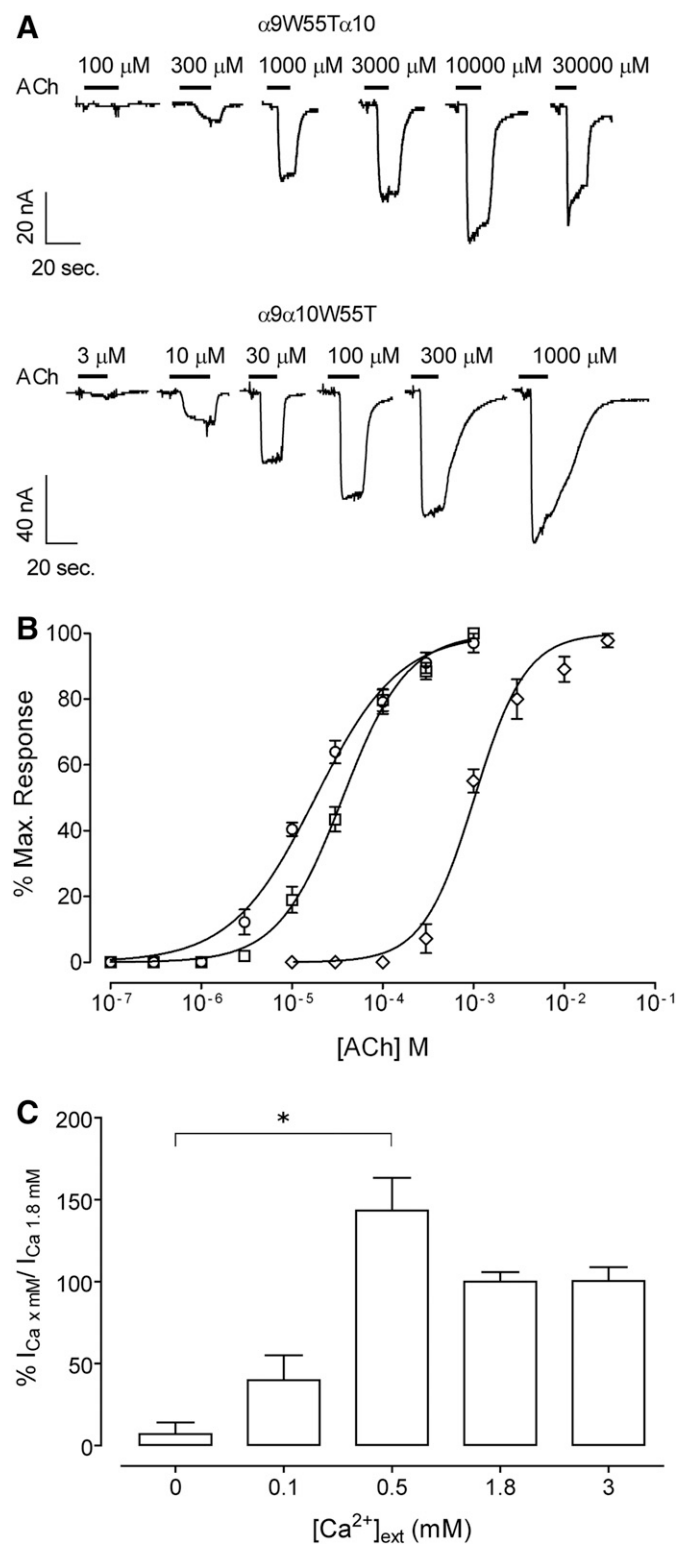 A
α9W55Tα10
100 μM 300 μM 1000 μM 3000 μM 10000 μM 30000 μM
ACh
20 nA
20 sec.
α9α10W55T
3 μM 10 μM 30 μM 100 μM 300 μM 1000 μM
ACh
40 nA
20 sec.
B
100
80
60
40
20
0
% Max. Response
10⁻⁷ 10⁻⁶ 10⁻⁵ 10⁻⁴ 10⁻³ 10⁻² 10⁻¹
[ACh] M
C
200
150
100
50
0
% I Ca x mM/ I Ca 1.8 mM
*
0 0.1 0.5 1.8 3
[Ca²⁺]ext (mM)